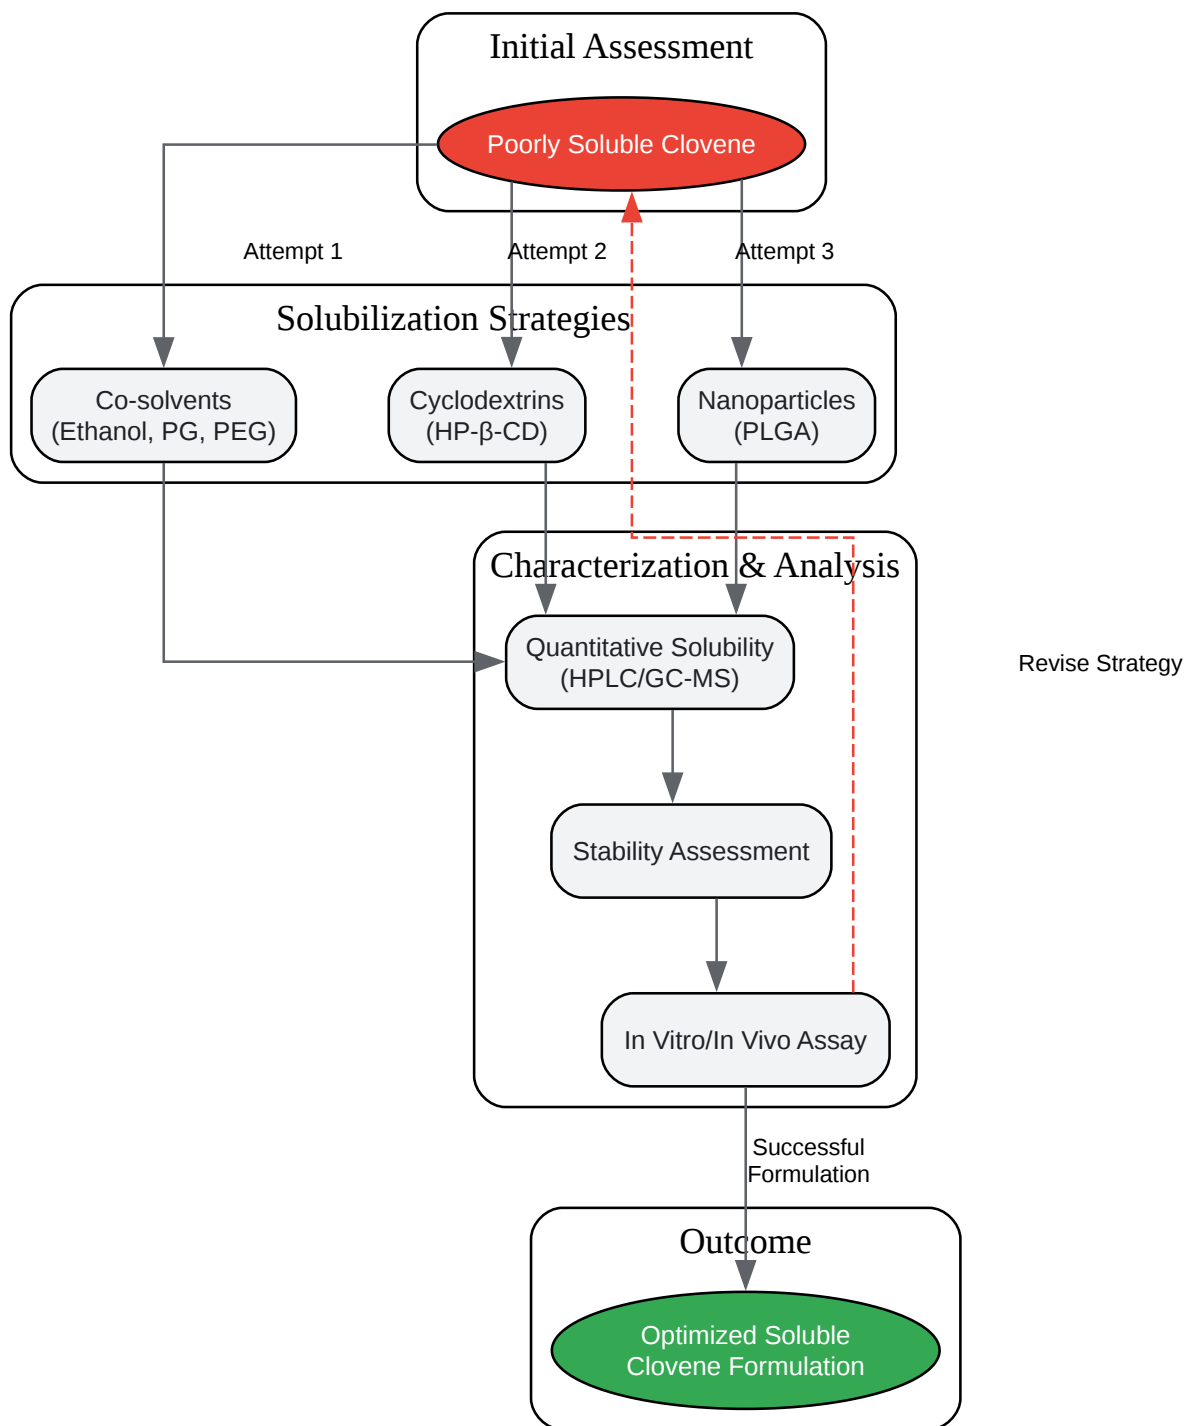 Initial Assessment
Poorly Soluble Clovene
Attempt 1
Attempt 2
Attempt 3
Solubilization Strategies
Co-solvents
(Ethanol, PG, PEG)
Cyclodextrins
(HP-β-CD)
Nanoparticles
(PLGA)
Characterization & Analysis
Quantitative Solubility
(HPLC/GC-MS)
Revise Strategy
Stability Assessment
In Vitro/In Vivo Assay
Successful
Formulation
Outcome
Optimized Soluble
Clovene Formulation